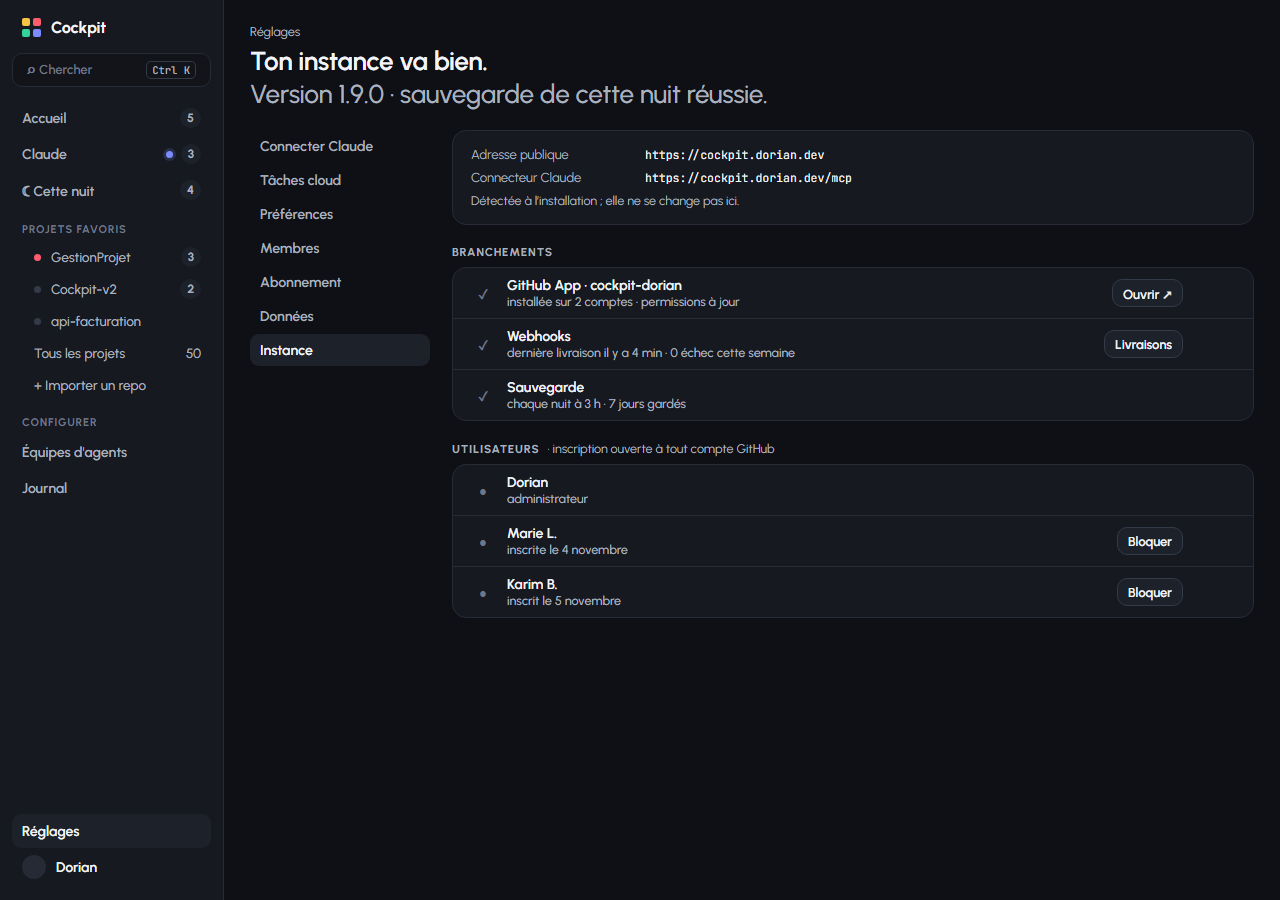 Cockpit
Chercher Ctrl K
Accueil 5
Claude 3
Cette nuit 4
PROJETS FAVORIS
GestionProjet 3
Cockpit-v2 2
api-facturation
Tous les projets 50
+ Importer un repo
CONFIGURER
Équipes d'agents
Journal
Réglages
Dorian
Réglages
Ton instance va bien.
Version 1.9.0 · sauvegarde de cette nuit réussie.
Connecter Claude
Tâches cloud
Préférences
Membres
Abonnement
Données
Instance
Adresse publique https://cockpit.dorian.dev
Connecteur Claude https://cockpit.dorian.dev/mcp
Détectée à l'installation ; elle ne se change pas ici.
BRANCHEMENTS
✓ GitHub App · cockpit-dorian
installée sur 2 comptes · permissions à jour
Ouvrir ↗
✓ Webhooks
dernière livraison il y a 4 min · 0 échec cette semaine
Livraisons
✓ Sauvegarde
chaque nuit à 3 h · 7 jours gardés
UTILISATEURS · inscription ouverte à tout compte GitHub
Dorian
administrateur
Marie L.
inscrite le 4 novembre
Bloquer
Karim B.
inscrit le 5 novembre
Bloquer